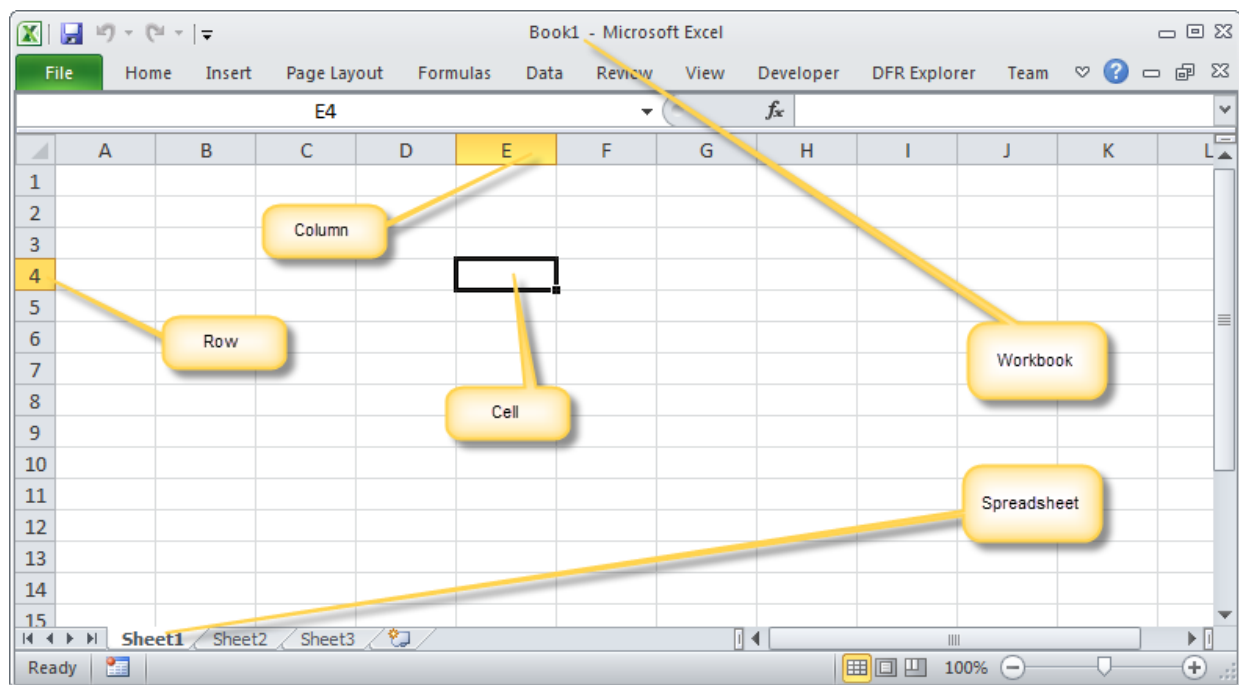 Book1 - Microsoft Excel
File Home Insert Page Layout Formulas Data Review View Developer DFR Explorer Team
E4 fx
A B C D E F G H I J K L
1
2
Column
3
4
5
6
Row
Workbook
7
8
Cell
9
10
11
Spreadsheet
12
13
14
15
Sheet1 Sheet2 Sheet3
Ready 100%